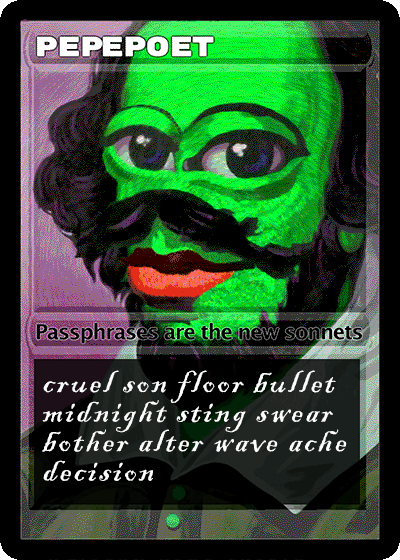 PEPEPOET
Passphrases are the new sonnets
cruel son floor bullet
midnight sting swear
bother alter wave ache
decision